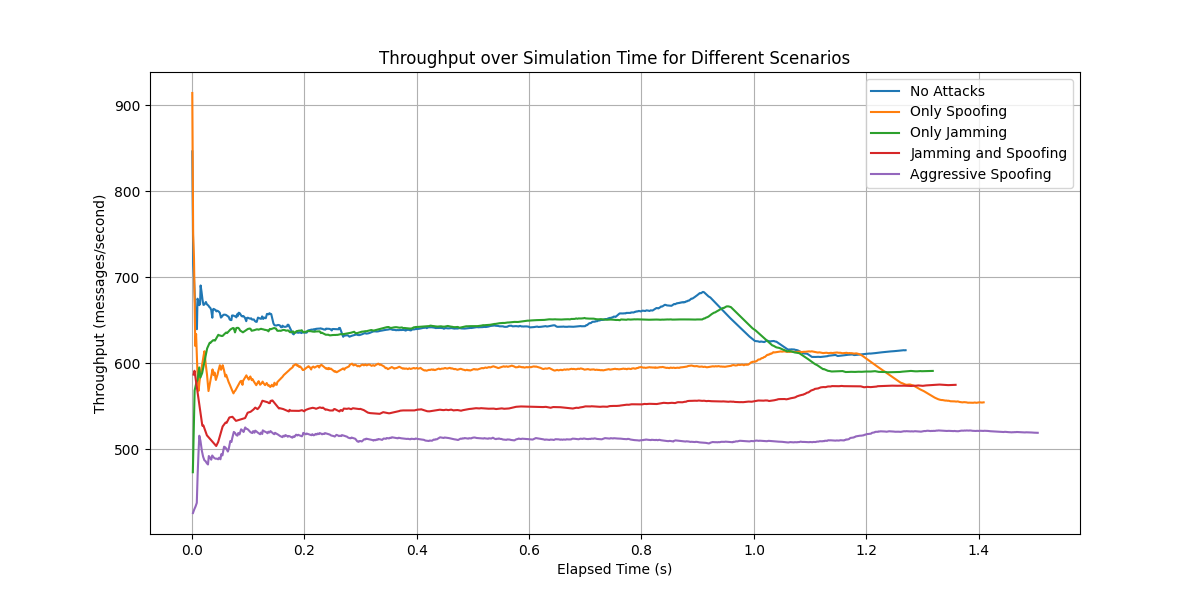 Throughput over Simulation Time for Different Scenarios
No Attacks
Only Spoofing
Only Jamming
Jamming and Spoofing
Aggressive Spoofing
Throughput (messages/second)
900
800
700
600
500
0.0 0.2 0.4 0.6 0.8 1.0 1.2 1.4
Elapsed Time (s)